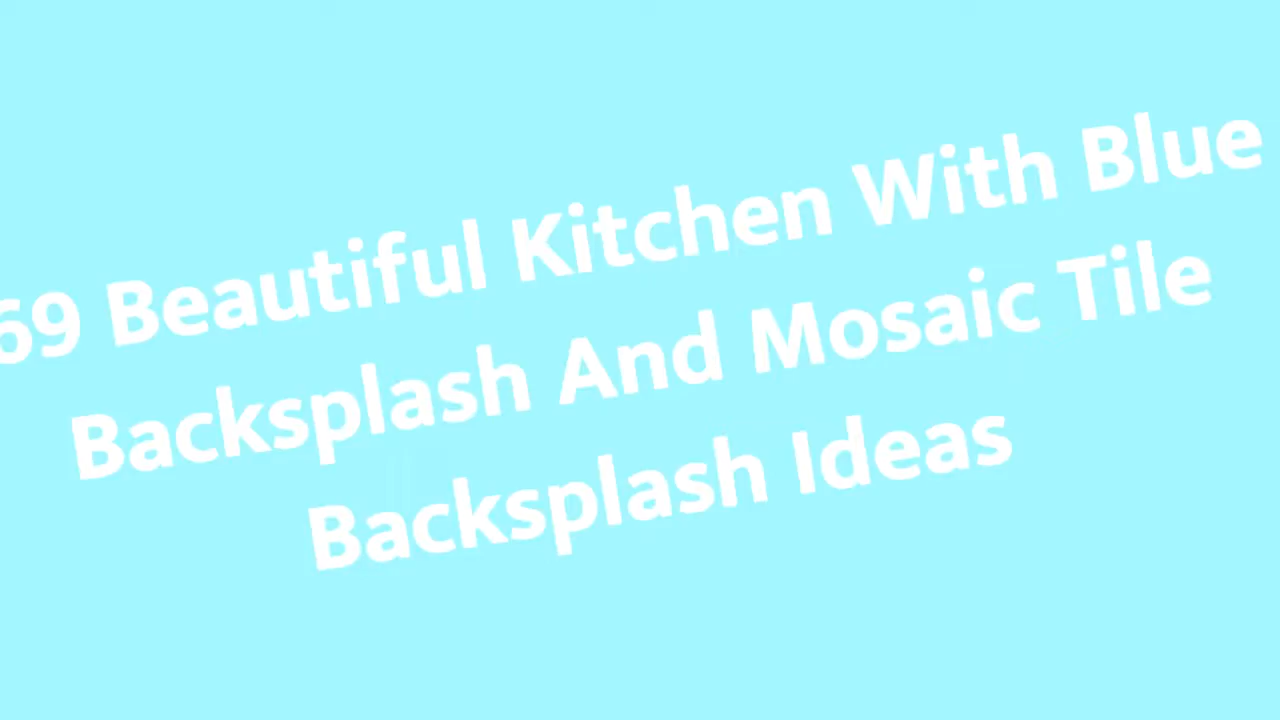 69 Beautiful Kitchen With Blue
Backsplash And Mosaic Tile
Backsplash Ideas